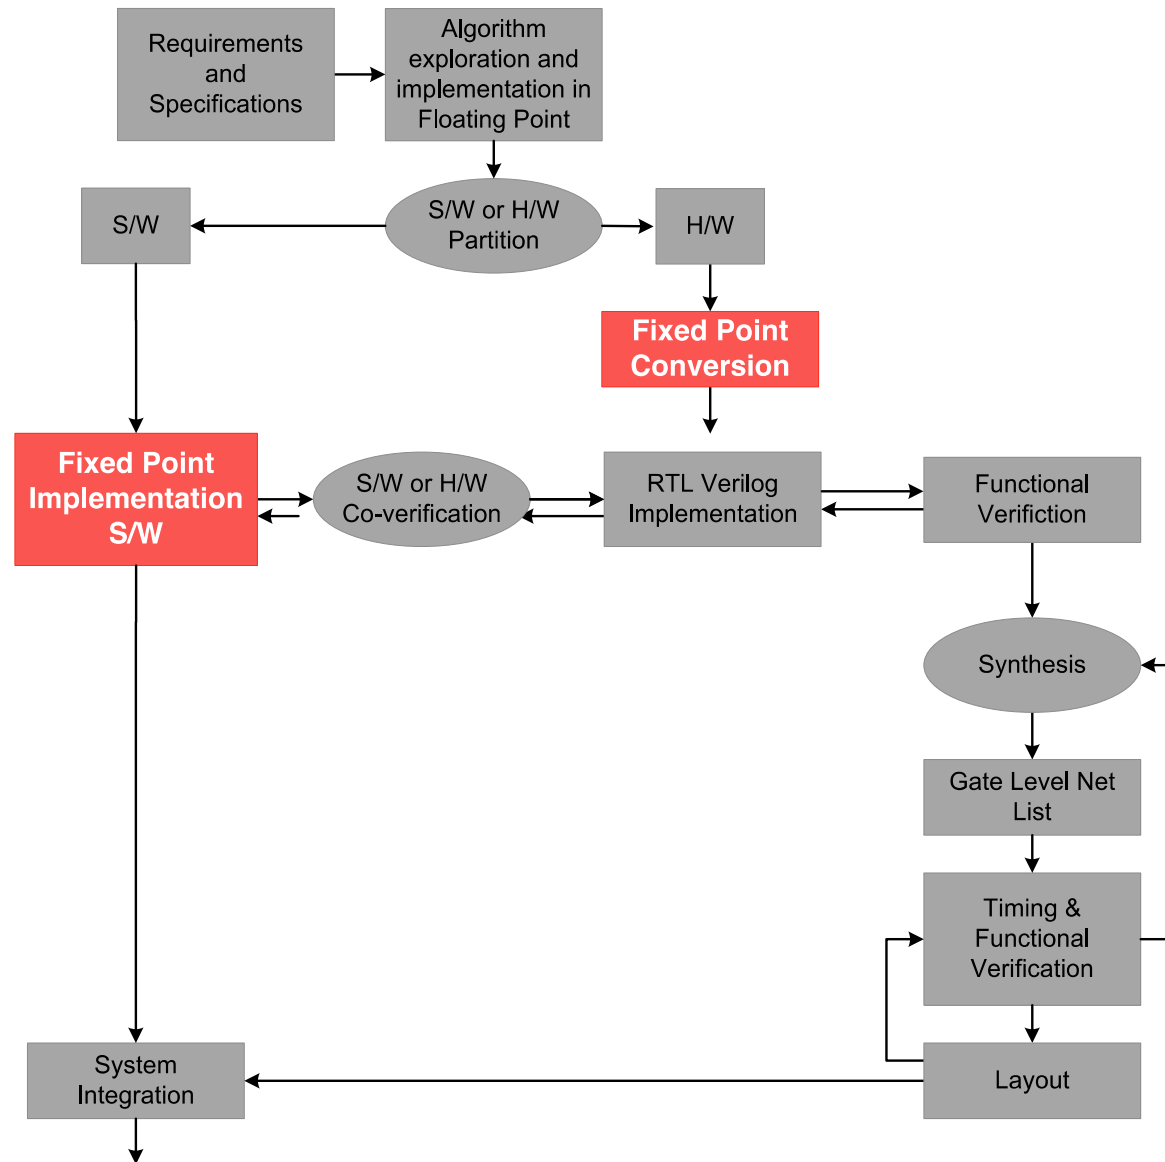 Requirements
and
Specifications
Algorithm
exploration and
implementation in
Floating Point
S/W or H/W
Partition
S/W
H/W
Fixed Point
Conversion
Fixed Point
Implementation
S/W
S/W or H/W
Co-verification
RTL Verilog
Implementation
Functional
Verifiction
Synthesis
Gate Level Net
List
Timing &
Functional
Verification
System
Integration
Layout